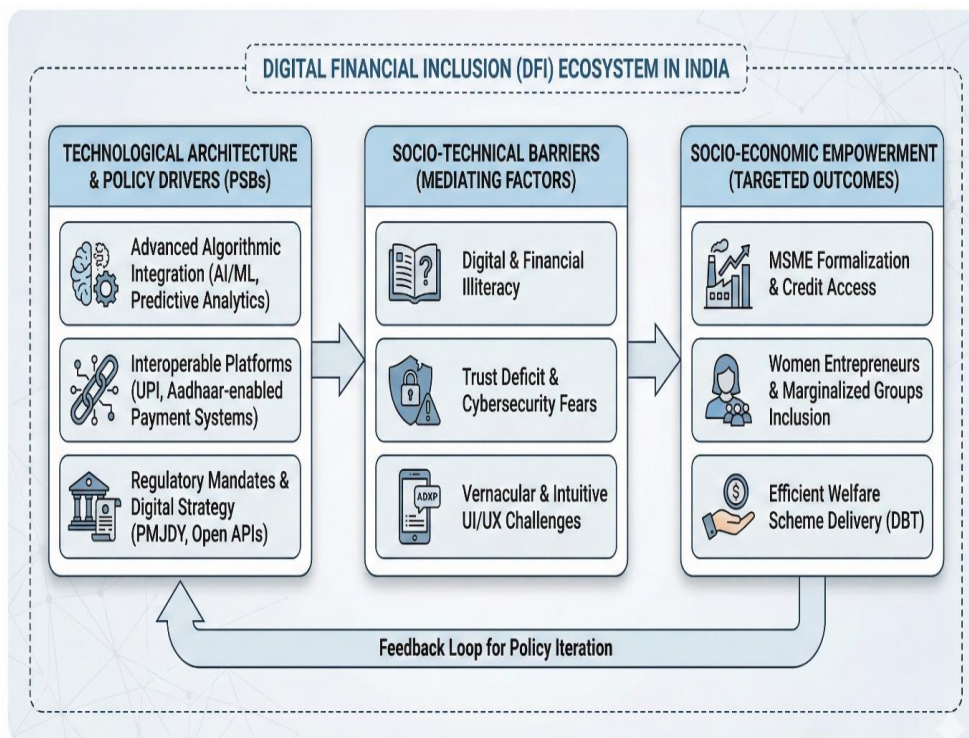 DIGITAL FINANCIAL INCLUSION (DFI) ECOSYSTEM IN INDIA
TECHNOLOGICAL ARCHITECTURE
& POLICY DRIVERS (PSBs)
Advanced Algorithmic
Integration (AI/ML,
Predictive Analytics)
Interoperable Platforms
(UPI, Aadhaar-enabled
Payment Systems)
Regulatory Mandates &
Digital Strategy
(PMJDY, Open APIs)
SOCIO-TECHNICAL BARRIERS
(MEDIATING FACTORS)
Digital & Financial
Illiteracy
Trust Deficit &
Cybersecurity Fears
ADXP
Vernacular & Intuitive
UI/UX Challenges
SOCIO-ECONOMIC EMPOWERMENT
(TARGETED OUTCOMES)
MSME Formalization
& Credit Access
Women Entrepreneurs
& Marginalized Groups
Inclusion
Efficient Welfare
Scheme Delivery (DBT)
Feedback Loop for Policy Iteration